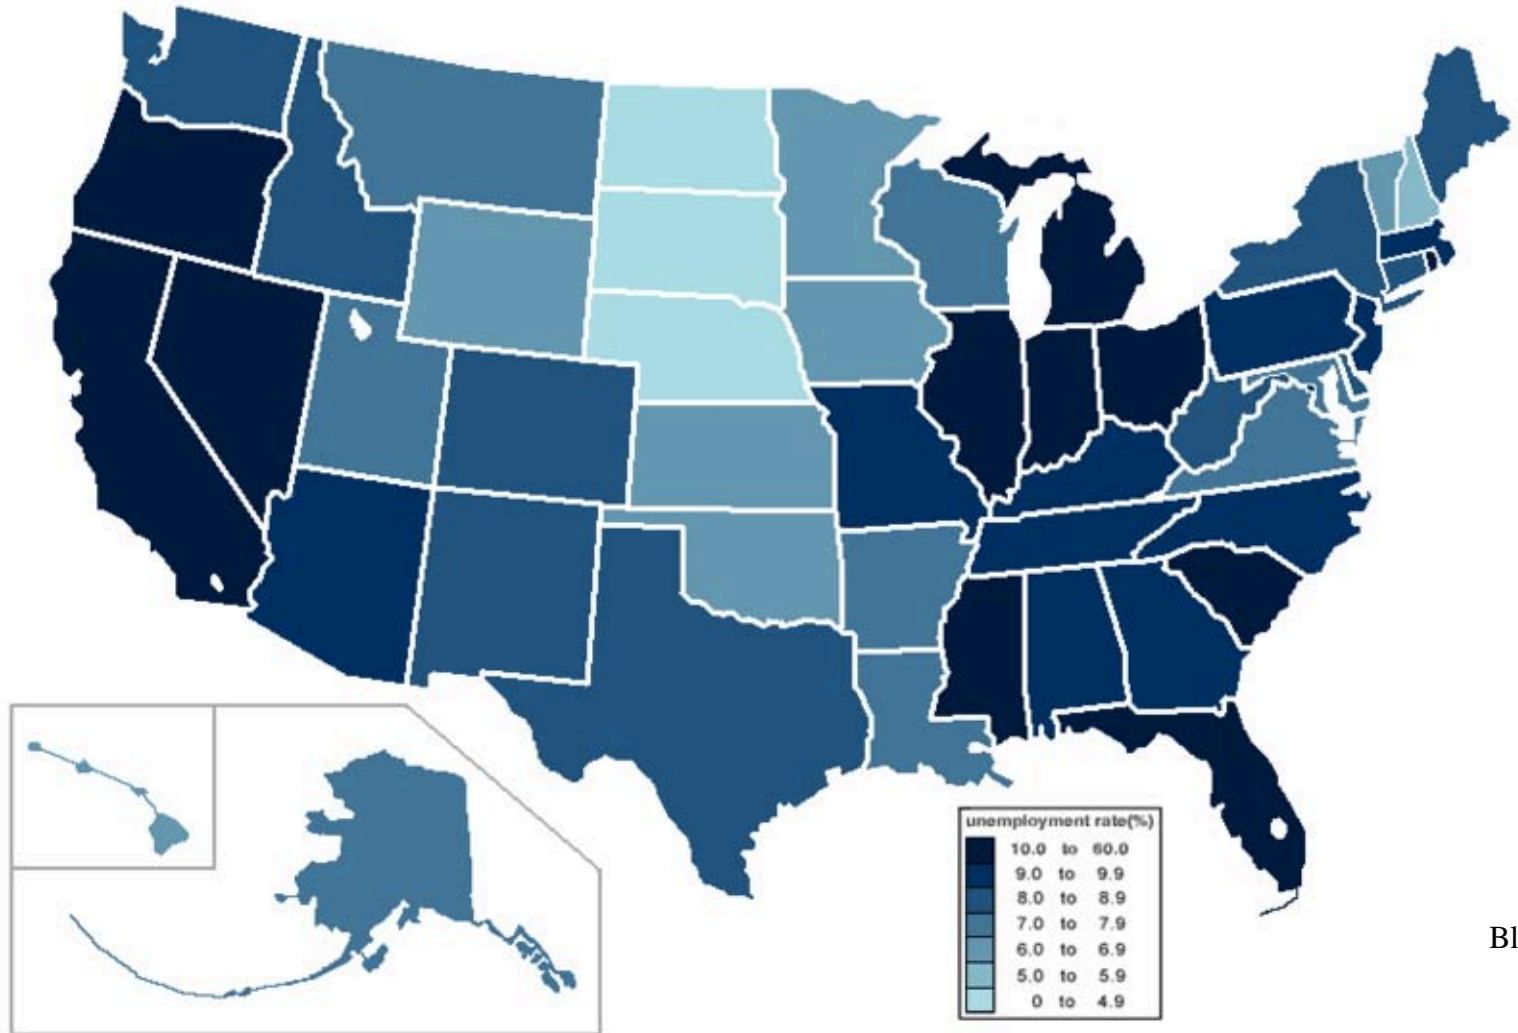 unemployment rate(%)
10.0 to 60.0
9.0 to 9.9
8.0 to 8.9
7.0 to 7.9
6.0 to 6.9
5.0 to 5.9
0 to 4.9
Bl